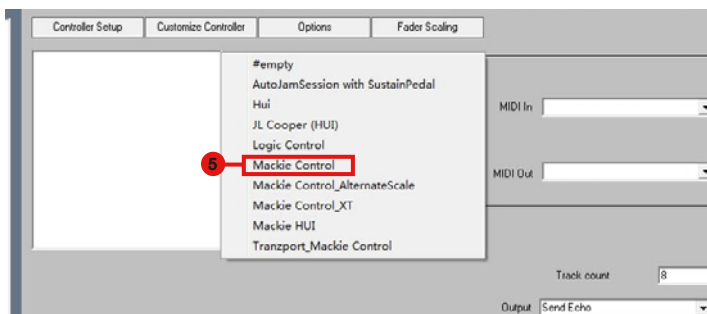 Controller Setup Customize Controller Options Fader Scaling
#empty
AutoJamSession with SustainPedal
Hui
JL Cooper (HUI)
Logic Control
5 Mackie Control
Mackie Control_AlternateScale
Mackie Control_XT
Mackie HUI
Tranzport_Mackie Control
MIDI In
MIDI Out
Track count 8
Output Send Echo